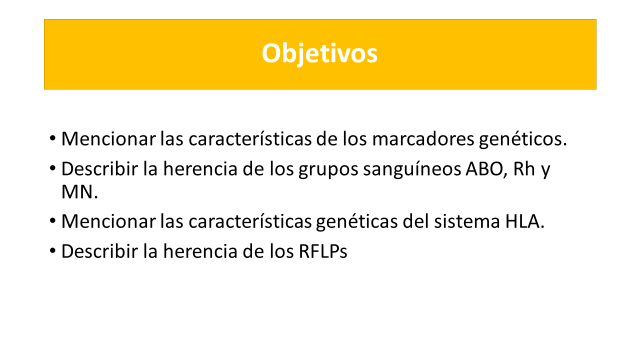 Objetivos
• Mencionar las características de los marcadores genéticos.
• Describir la herencia de los grupos sanguíneos ABO, Rh y
MN.
• Mencionar las características genéticas del sistema HLA.
• Describir la herencia de los RFLPs